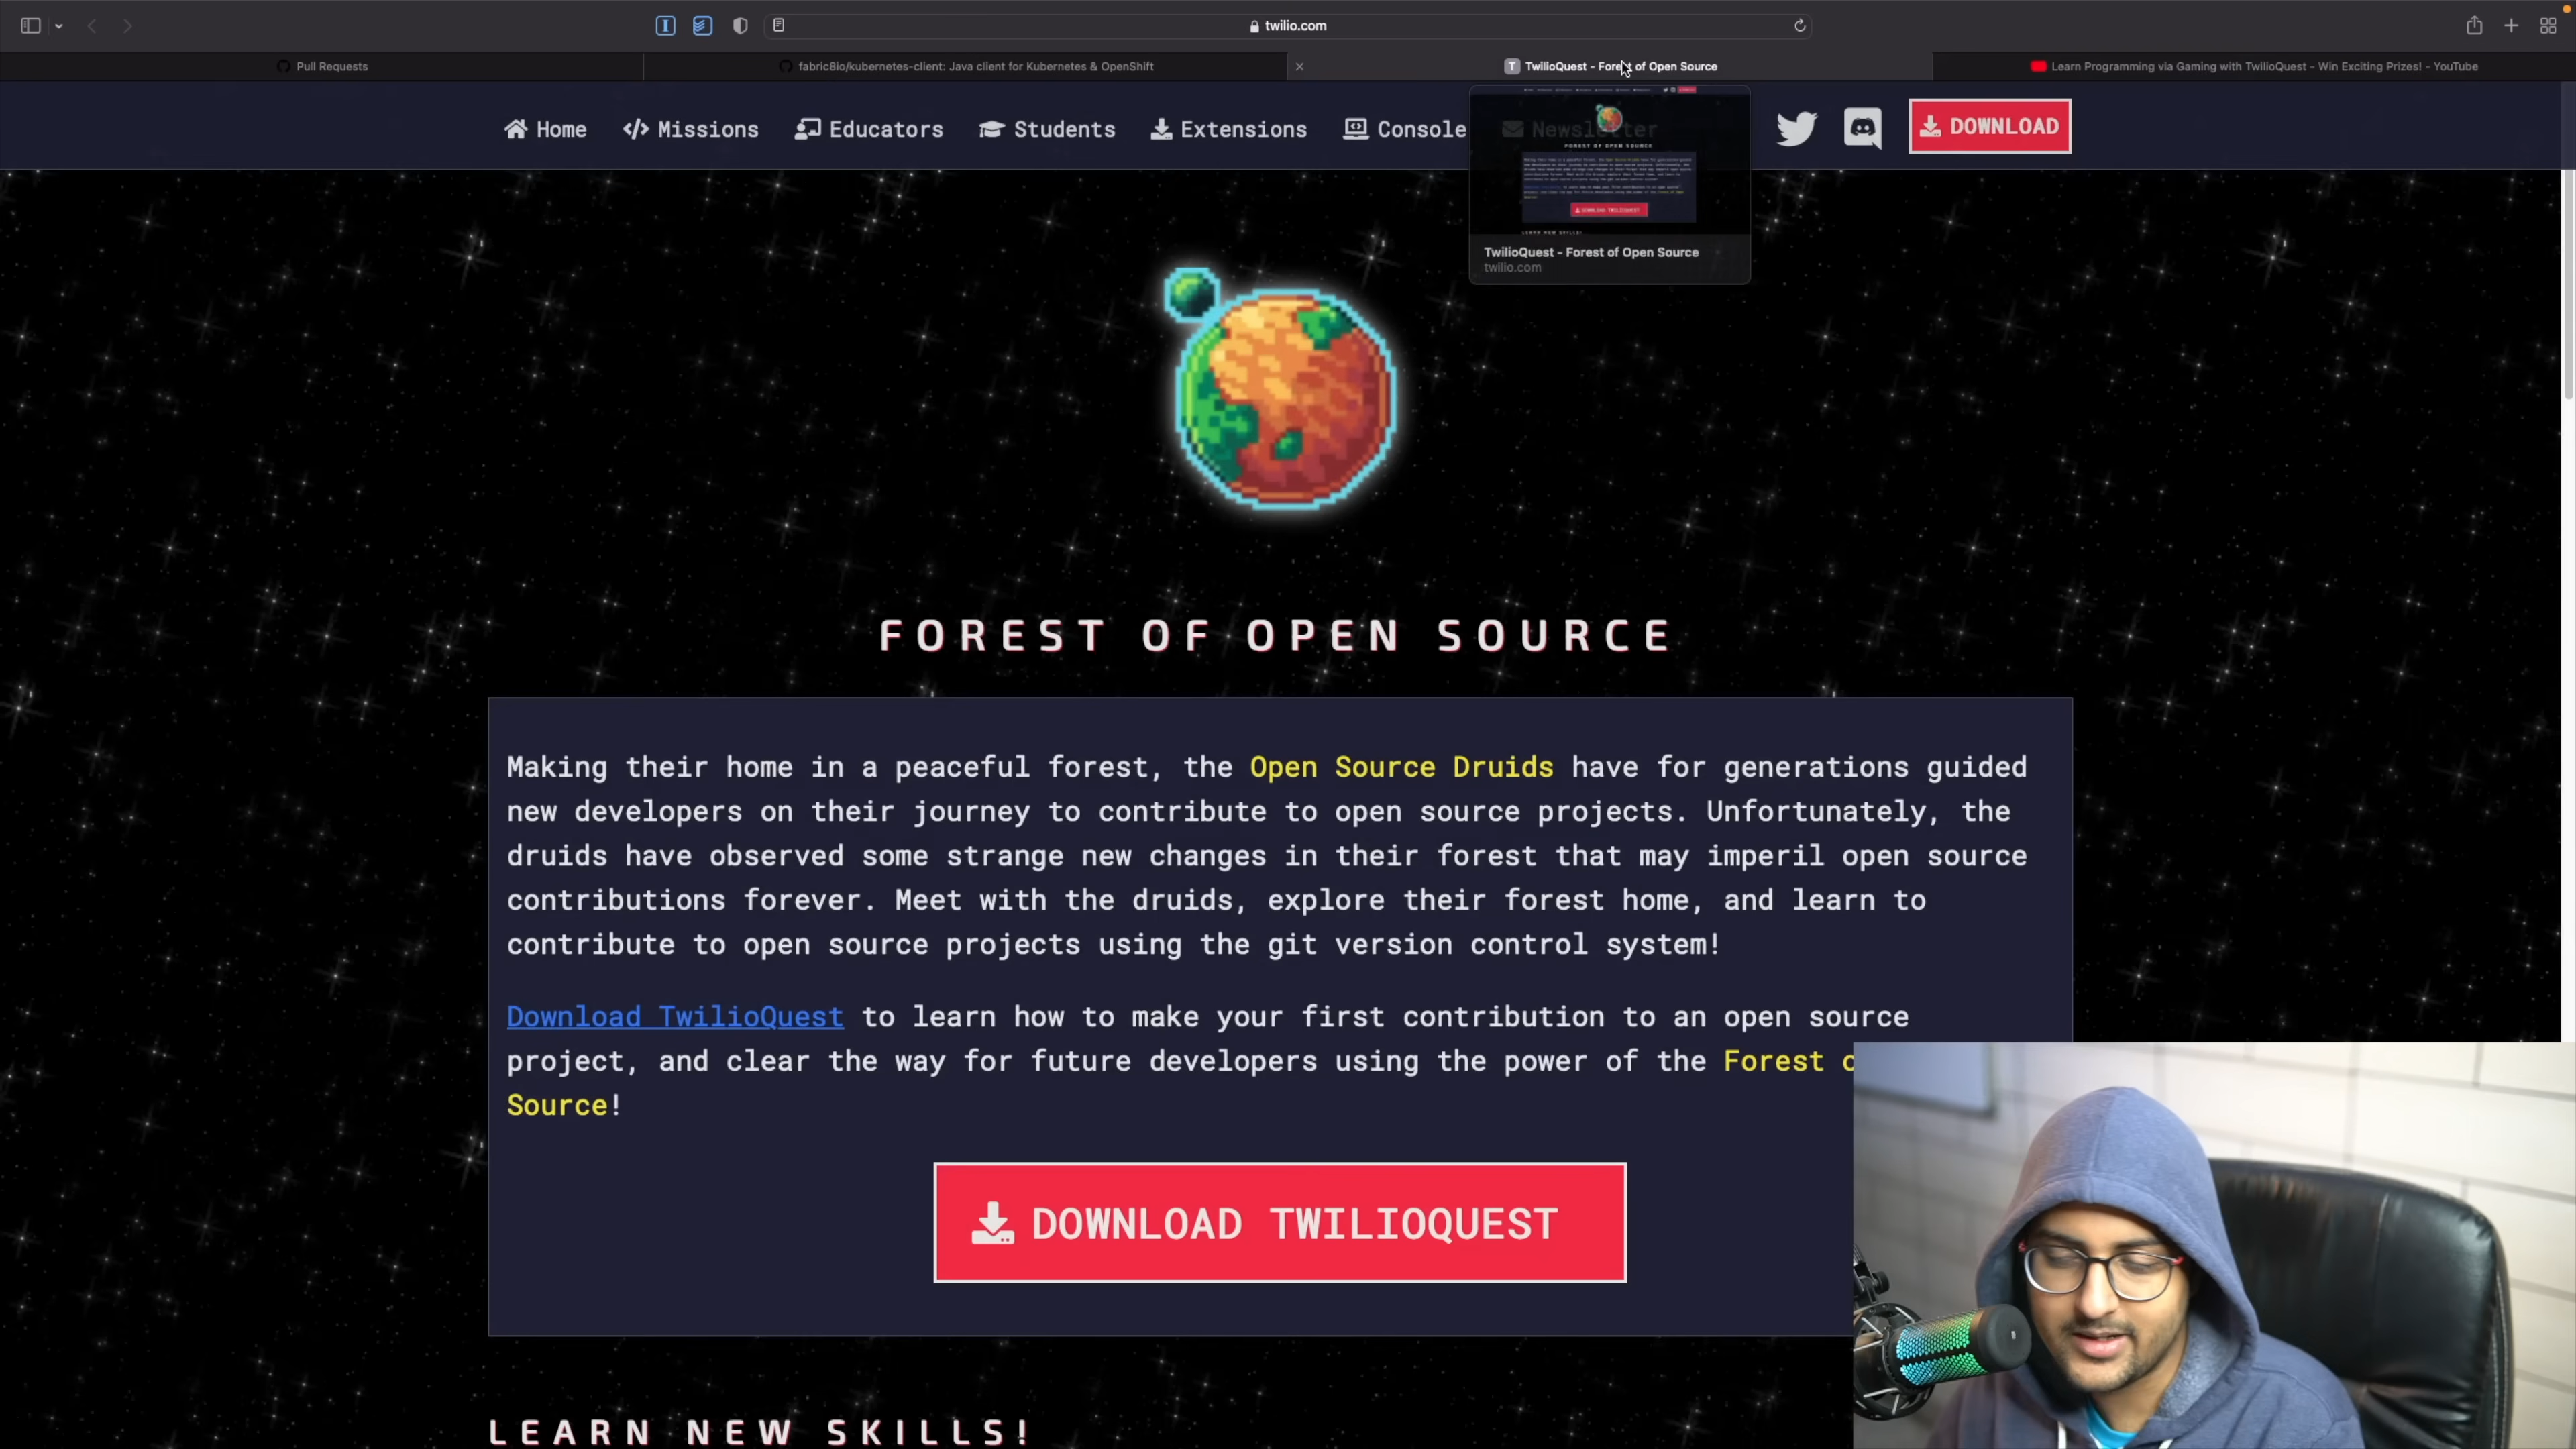 twilio.com
Pull Requests
fabric8io/kubernetes-client: Java client for Kubernetes & OpenShift
TwilioQuest - Forest of Open Source
Learn Programming via Gaming with TwilioQuest - Win Exciting Prizes! - YouTube
Home
Missions
Educators
Students
Extensions
Console
Newsletter
DOWNLOAD
FOREST OF OPEN SOURCE
DOWNLOAD TWILIOQUEST
TwilioQuest - Forest of Open Source
twilio.com
FOREST OF OPEN SOURCE
Making their home in a peaceful forest, the Open Source Druids have for generations guided
new developers on their journey to contribute to open source projects. Unfortunately, the
druids have observed some strange new changes in their forest that may imperil open source
contributions forever. Meet with the druids, explore their forest home, and learn to
contribute to open source projects using the git version control system!
Download TwilioQuest to learn how to make your first contribution to an open source
project, and clear the way for future developers using the power of the Forest
Source!
DOWNLOAD TWILIOQUEST
LEARN NEW SKILLS!